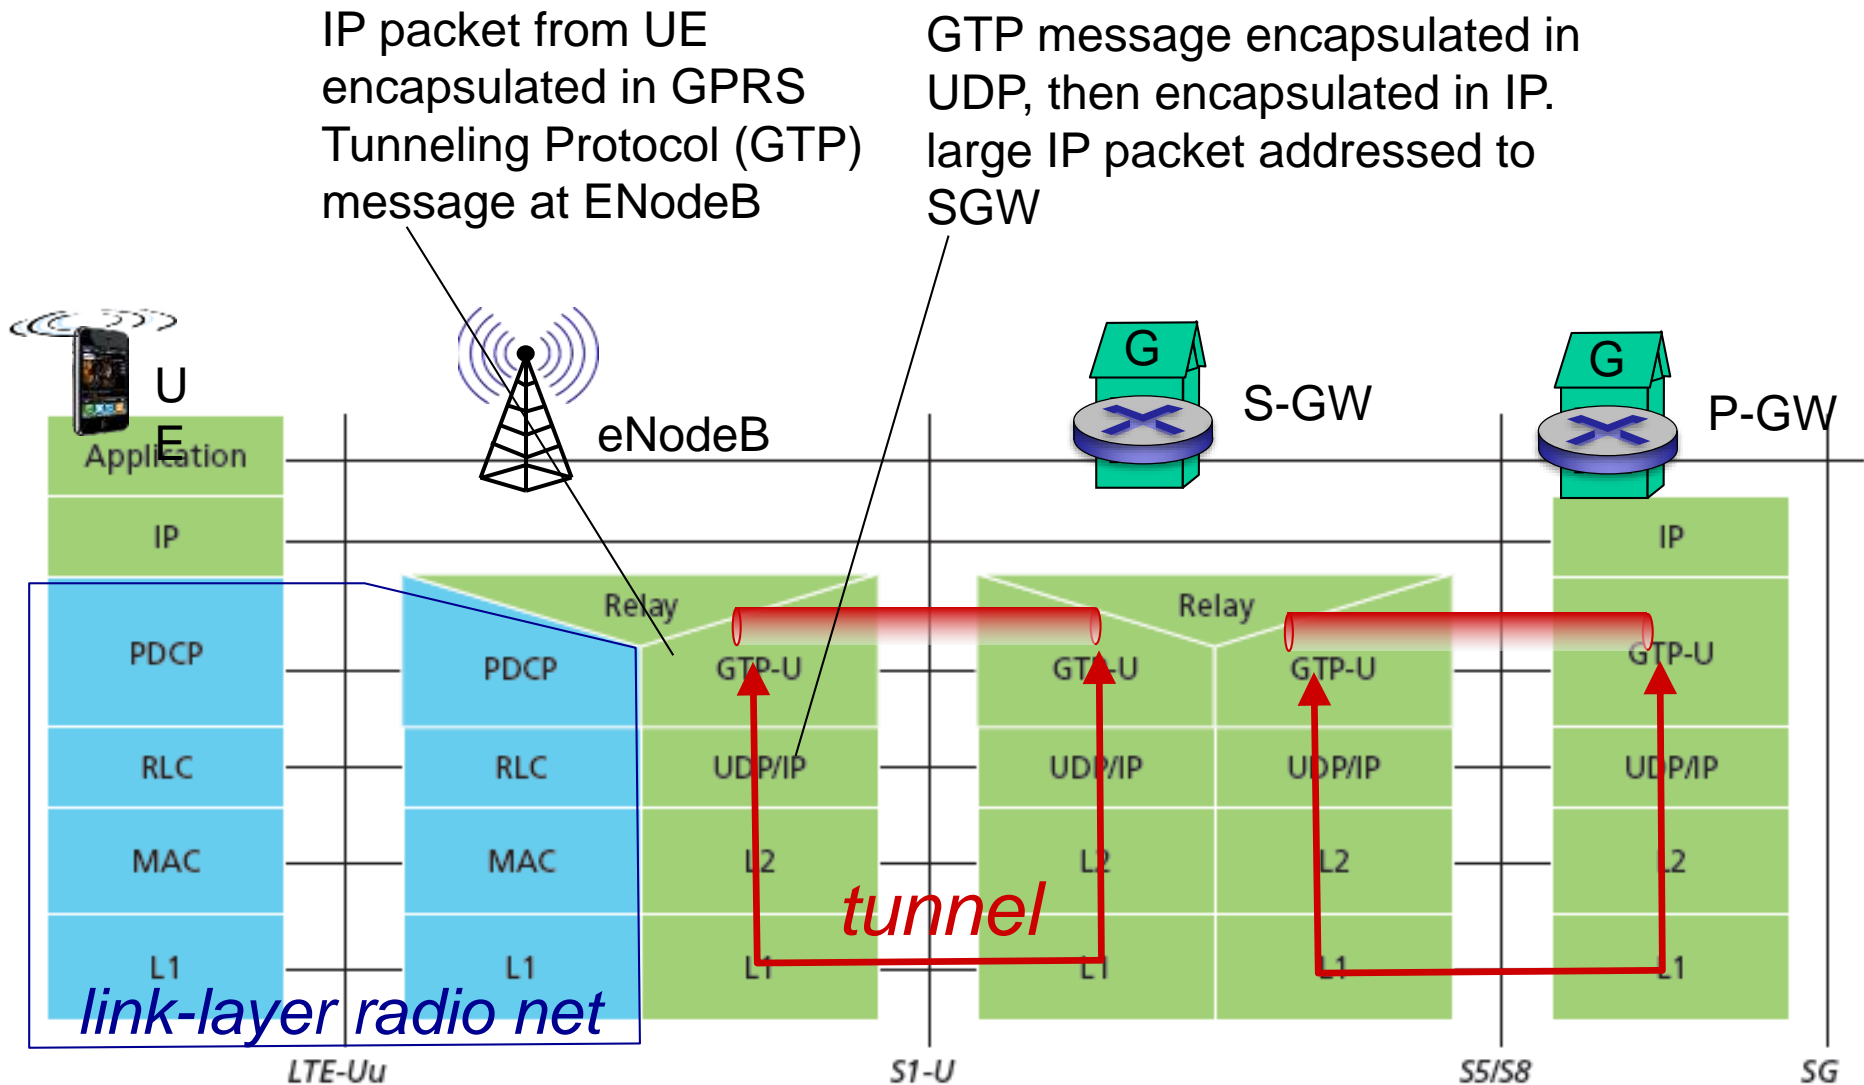 IP packet from UE
encapsulated in GPRS
Tunneling Protocol (GTP)
message at ENodeB
GTP message encapsulated in
UDP, then encapsulated in IP.
large IP packet addressed to
SGW
U
E
eNodeB
G
S-GW
G
P-GW
Application
IP
IP
Relay
Relay
PDCP
PDCP
GTP-U
GTP-U
GTP-U
GTP-U
RLC
RLC
UDP/IP
UDP/IP
UDP/IP
UDP/IP
MAC
MAC
L2
L2
L2
L2
tunnel
L1
L1
L1
L1
L1
L1
link-layer radio net
LTE-Uu
S1-U
S5/S8
SG